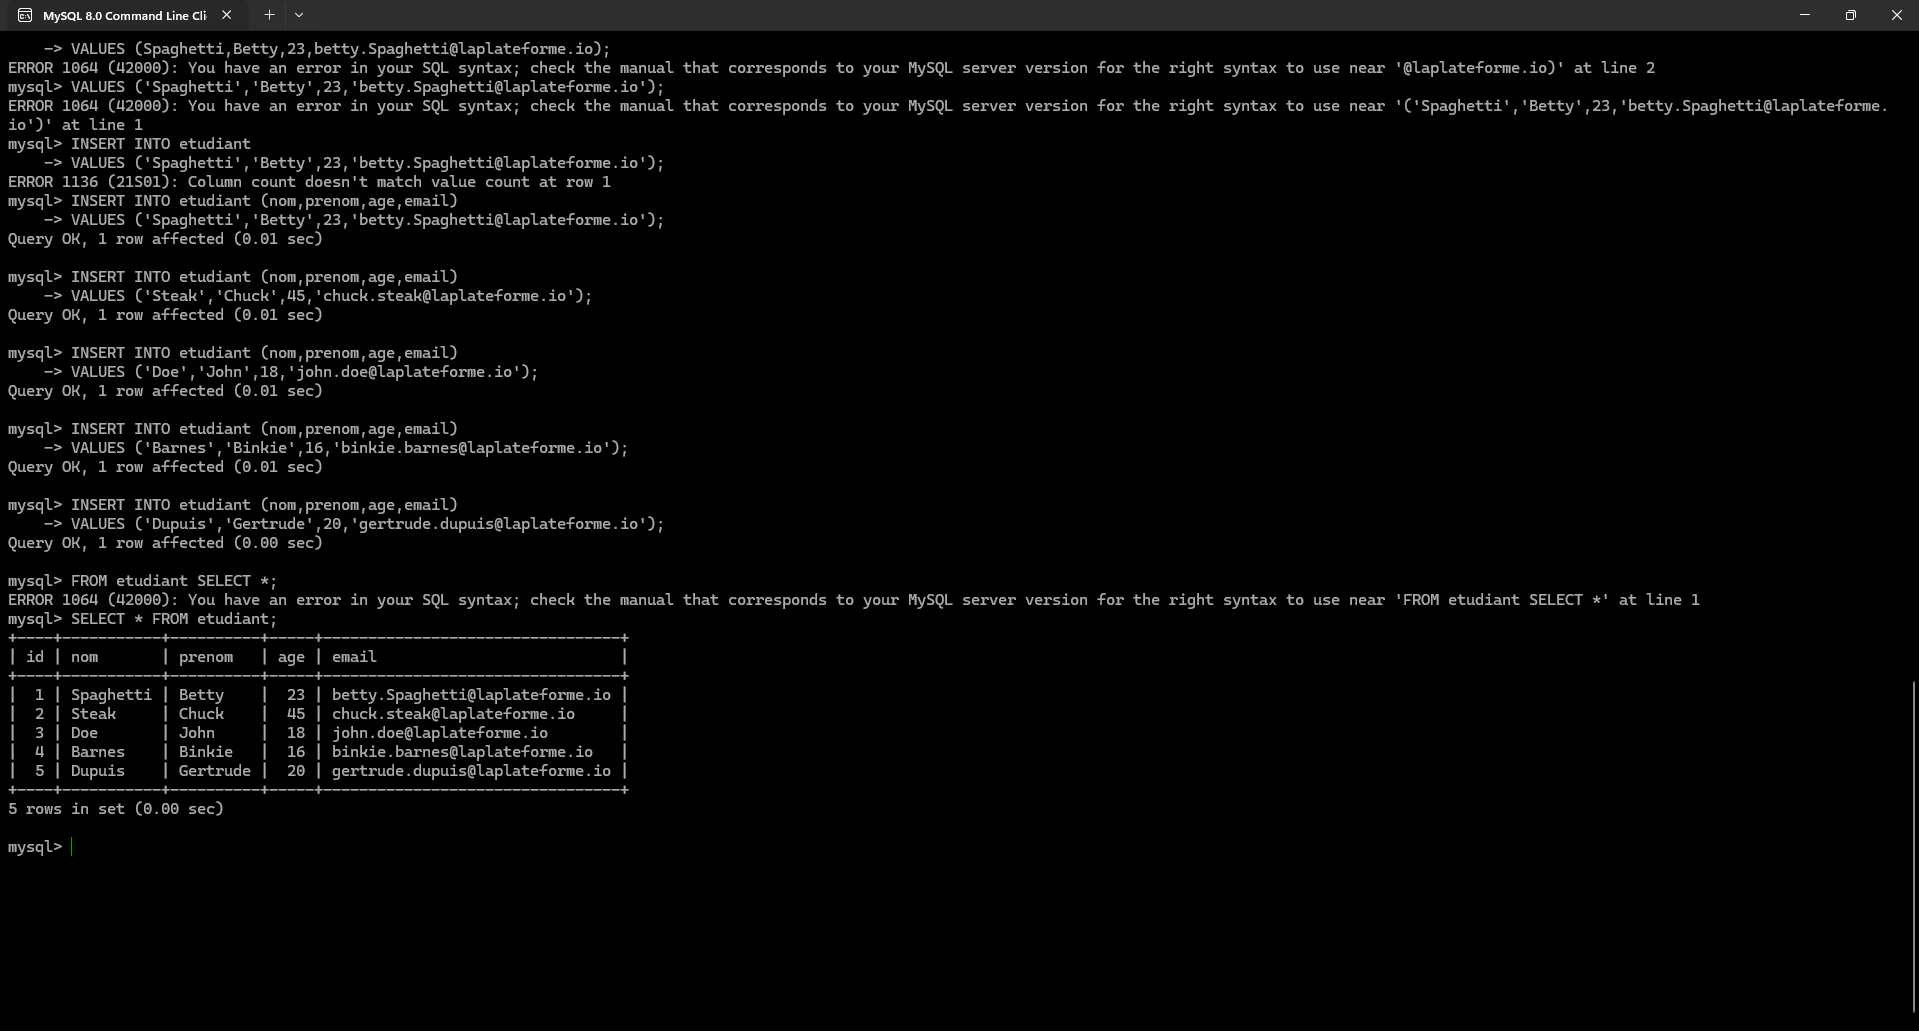 MySQL 8.0 Command Line Cli
    -> VALUES (Spaghetti,Betty,23,betty.Spaghetti@laplateforme.io);
ERROR 1064 (42000): You have an error in your SQL syntax; check the manual that corresponds to your MySQL server version for the right syntax to use near '@laplateforme.io)' at line 2
mysql> VALUES ('Spaghetti','Betty',23,'betty.Spaghetti@laplateforme.io');
ERROR 1064 (42000): You have an error in your SQL syntax; check the manual that corresponds to your MySQL server version for the right syntax to use near '('Spaghetti','Betty',23,'betty.Spaghetti@laplateforme.
io')' at line 1
mysql> INSERT INTO etudiant
    -> VALUES ('Spaghetti','Betty',23,'betty.Spaghetti@laplateforme.io');
ERROR 1136 (21S01): Column count doesn't match value count at row 1
mysql> INSERT INTO etudiant (nom,prenom,age,email)
    -> VALUES ('Spaghetti','Betty',23,'betty.Spaghetti@laplateforme.io');
Query OK, 1 row affected (0.01 sec)

mysql> INSERT INTO etudiant (nom,prenom,age,email)
    -> VALUES ('Steak','Chuck',45,'chuck.steak@laplateforme.io');
Query OK, 1 row affected (0.01 sec)

mysql> INSERT INTO etudiant (nom,prenom,age,email)
    -> VALUES ('Doe','John',18,'john.doe@laplateforme.io');
Query OK, 1 row affected (0.01 sec)

mysql> INSERT INTO etudiant (nom,prenom,age,email)
    -> VALUES ('Barnes','Binkie',16,'binkie.barnes@laplateforme.io');
Query OK, 1 row affected (0.01 sec)

mysql> INSERT INTO etudiant (nom,prenom,age,email)
    -> VALUES ('Dupuis','Gertrude',20,'gertrude.dupuis@laplateforme.io');
Query OK, 1 row affected (0.00 sec)

mysql> FROM etudiant SELECT *;
ERROR 1064 (42000): You have an error in your SQL syntax; check the manual that corresponds to your MySQL server version for the right syntax to use near 'FROM etudiant SELECT *' at line 1
mysql> SELECT * FROM etudiant;
+----+-----------+----------+-----+---------------------------------+
| id | nom       | prenom   | age | email                           |
+----+-----------+----------+-----+---------------------------------+
|  1 | Spaghetti | Betty    |  23 | betty.Spaghetti@laplateforme.io |
|  2 | Steak     | Chuck    |  45 | chuck.steak@laplateforme.io     |
|  3 | Doe       | John     |  18 | john.doe@laplateforme.io        |
|  4 | Barnes    | Binkie   |  16 | binkie.barnes@laplateforme.io   |
|  5 | Dupuis    | Gertrude |  20 | gertrude.dupuis@laplateforme.io |
+----+-----------+----------+-----+---------------------------------+
5 rows in set (0.00 sec)

mysql>